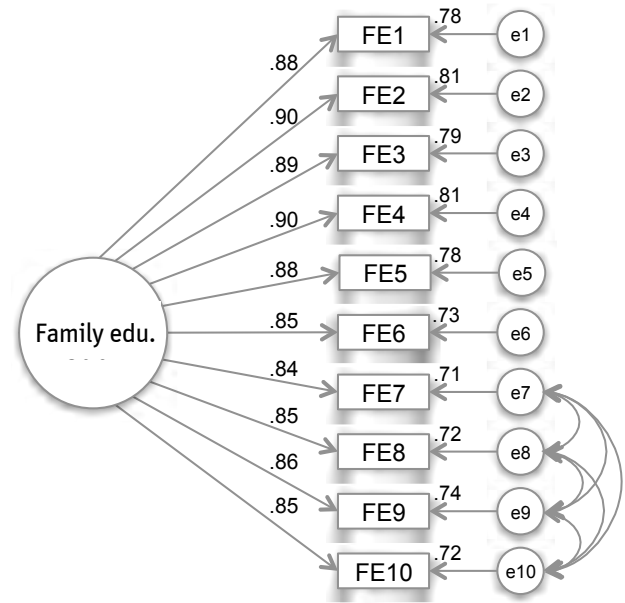 .78
FE1
e1
.88
.81
FE2
e2
.90
.79
FE3
e3
.89
.81
FE4
e4
.90
.78
FE5
e5
.88
Family edu.
.73
FE6
e6
.85
.71
FE7
e7
.84
.72
FE8
e8
.85
.74
FE9
e9
.86
.72
FE10
e10
.85